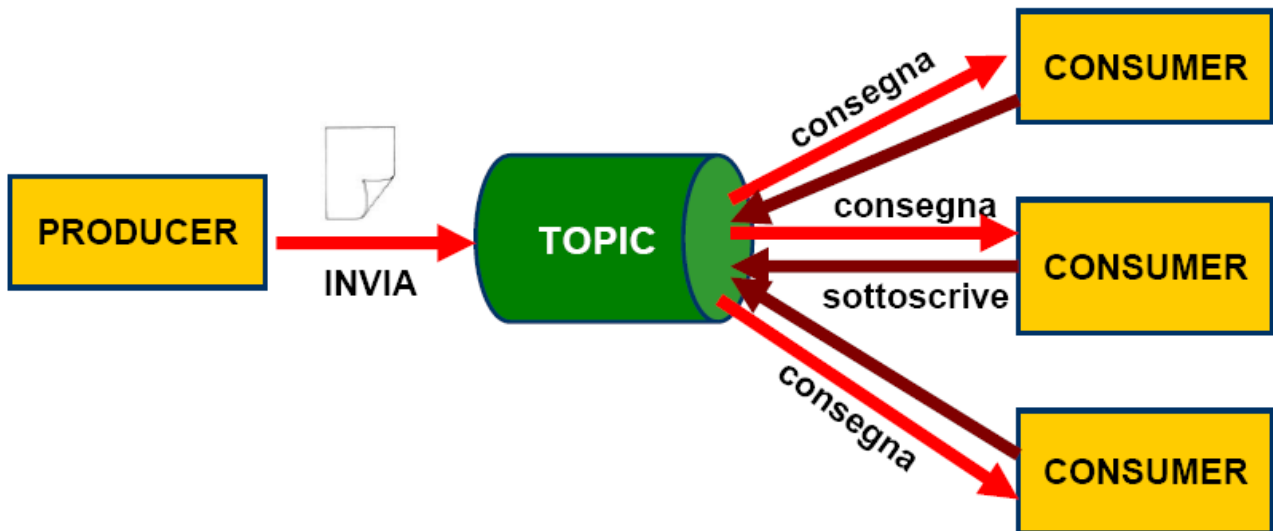 PRODUCER
INVIA
TOPIC
consegna
CONSUMER
consegna
sottoscrive
CONSUMER
consegna
CONSUMER